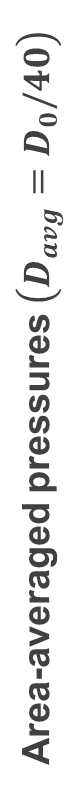 Area-averaged pressures (D_avg = D_0/40)